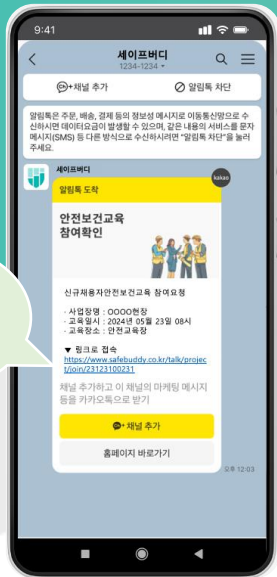 9:41
세이프버디
1234-1234
채널 추가
알림톡 차단
알림톡은 주문, 배송, 결제 등의 정보성 메시지로 이동통신망으로 수
신하시면 데이터요금이 발생할 수 있으며, 같은 내용의 서비스를 문자
메시지(SMS) 등 다른 방식으로 수신하시려면 "알림톡 차단"을 눌러
주세요.
세이프버디
kakao
알림톡 도착
안전보건교육
참여확인
신규채용자안전보건교육 참여요청
· 사업장명 : OOOO현장
· 교육일시 : 2024년 05월 23일 08시
· 교육장소 : 안전교육장
▼ 링크로 접속
https://www.safebuddy.co.kr/talk/projec
t/join/23123100231
채널 추가하고 이 채널의 마케팅 메시지
등을 카카오톡으로 받기
채널 추가
홈페이지 바로가기
오후 12:03